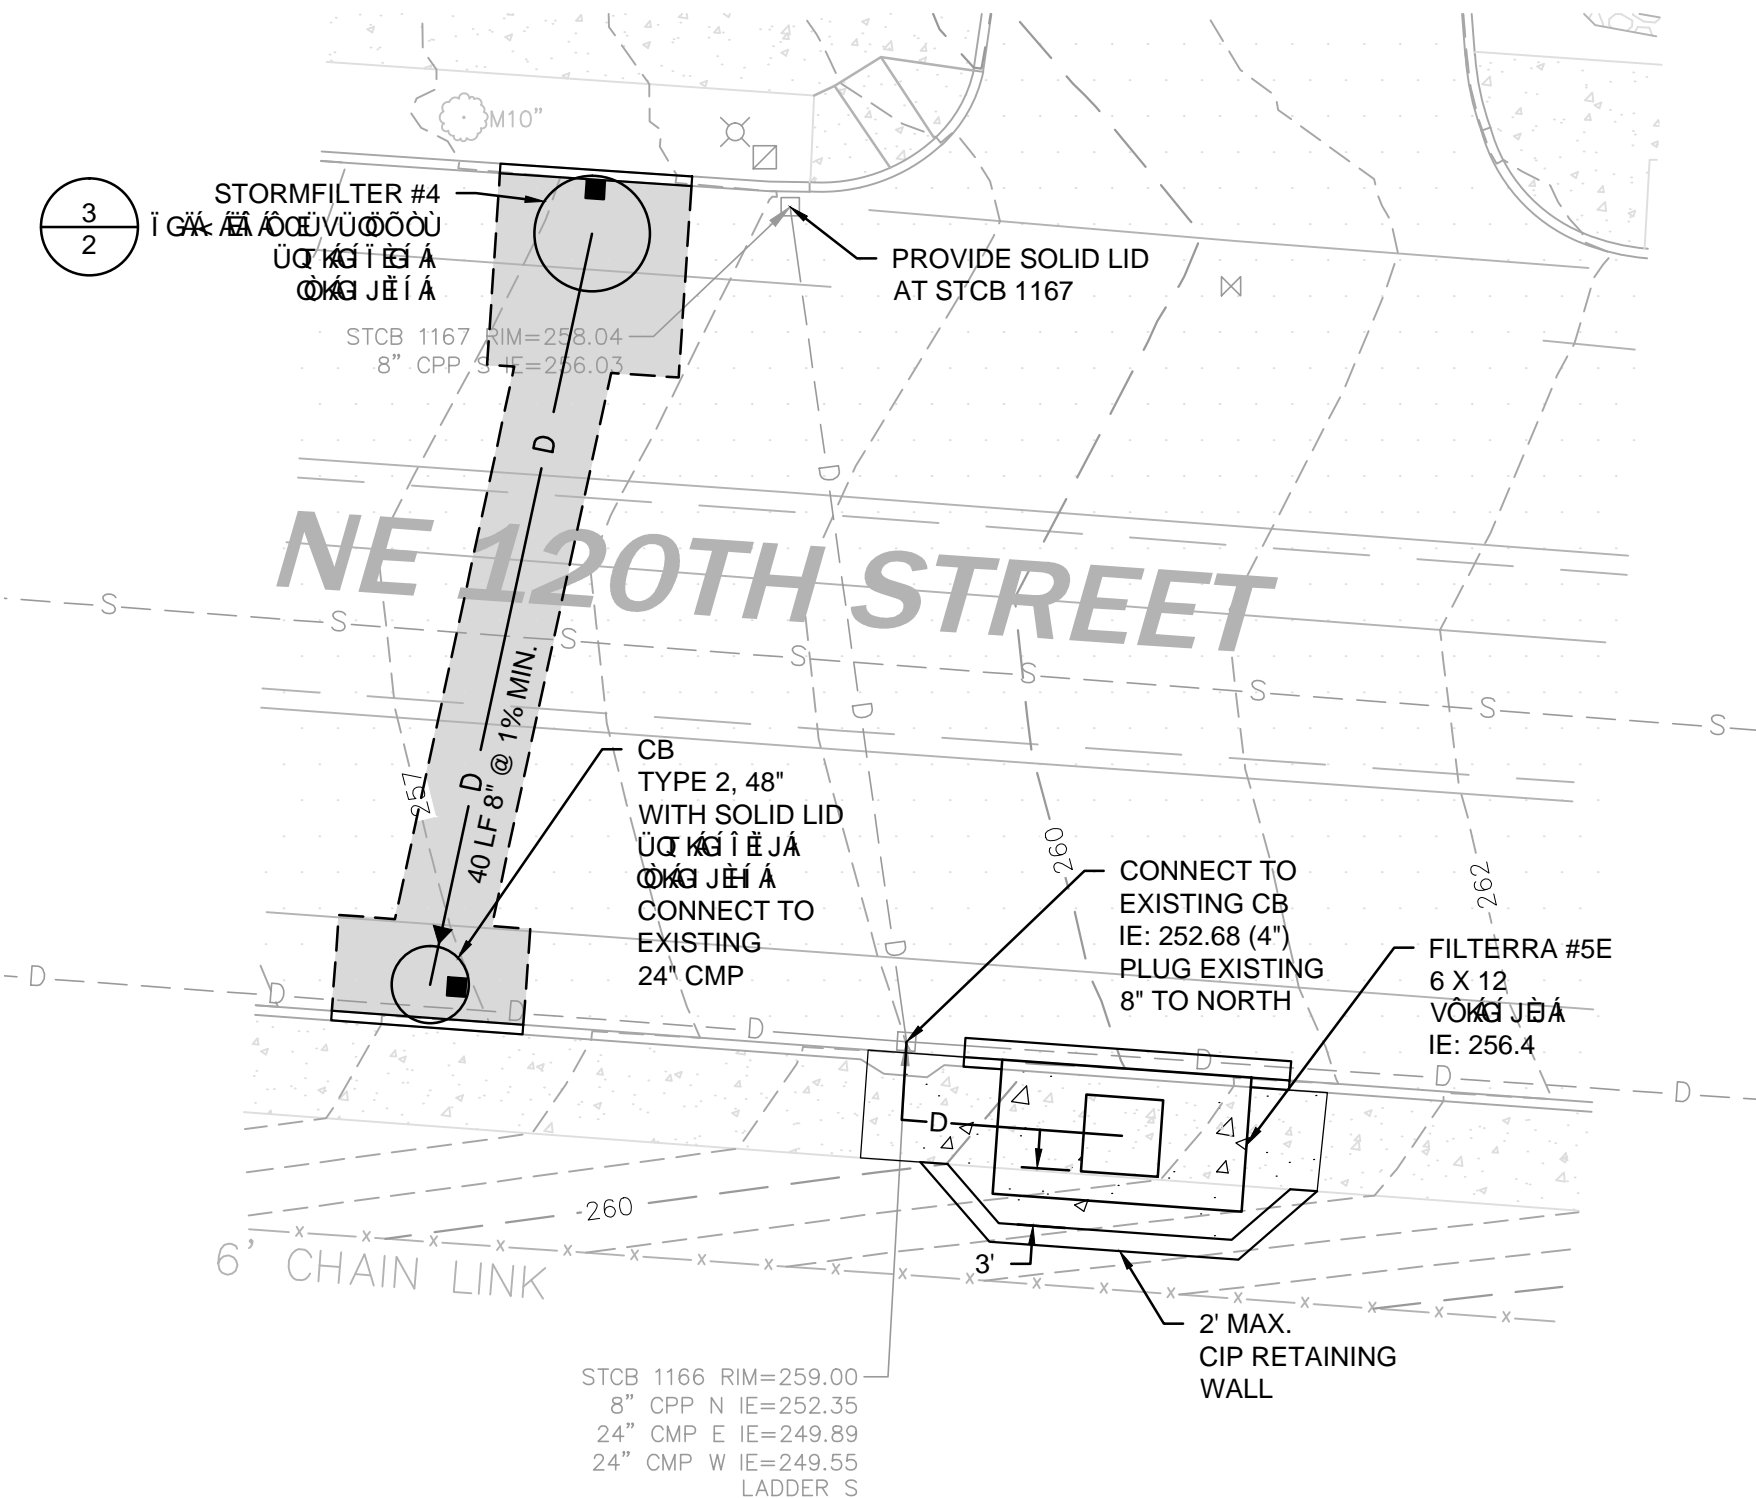 M10"
3
2
STORMFILTER #4
PROVIDE SOLID LID
AT STCB 1167
STCB 1167 RIM=258.04
8" CPP S IE=256.03
D
D
NE 120TH STREET
S
S
S
S
S
S
S
S
D
D
40 LF 8" @ 1% MIN.
257
CB
TYPE 2, 48"
WITH SOLID LID
CONNECT TO
EXISTING
24" CMP
260
262
CONNECT TO
EXISTING CB
IE: 252.68 (4")
PLUG EXISTING
8" TO NORTH
FILTERRA #5E
6 X 12
IE: 256.4
D
D
D
D
D
D
D
D
D
260
6' CHAIN LINK
3'
2' MAX.
CIP RETAINING
WALL
STCB 1166 RIM=259.00
8" CPP N IE=252.35
24" CMP E IE=249.89
24" CMP W IE=249.55
LADDER S